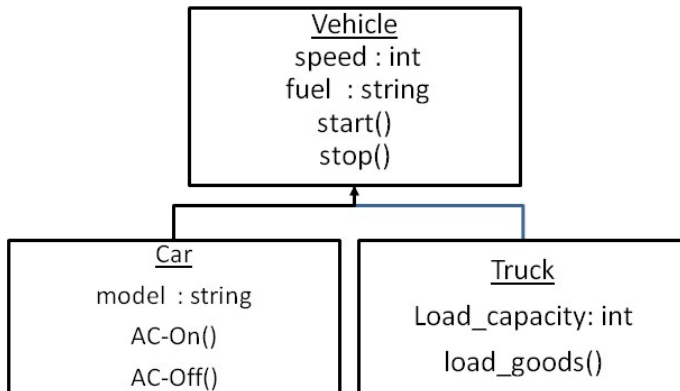 Vehicle
speed : int
fuel : string
start()
stop()
Car
model : string
AC-On()
AC-Off()
Truck
Load_capacity: int
load_goods()